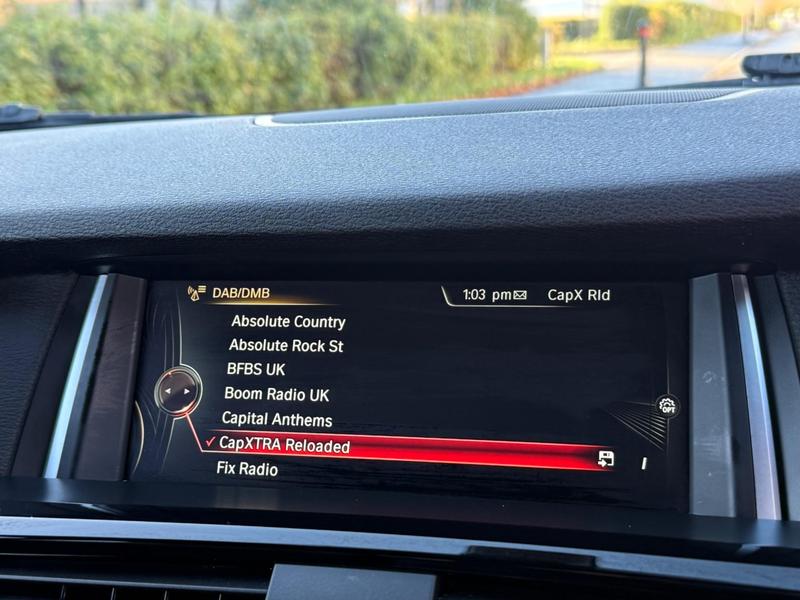 DAB/DMB 1:03 pm CapX Rld
Absolute Country
Absolute Rock St
BFBS UK
Boom Radio UK
Capital Anthems
CapXTRA Reloaded
Fix Radio
OPT